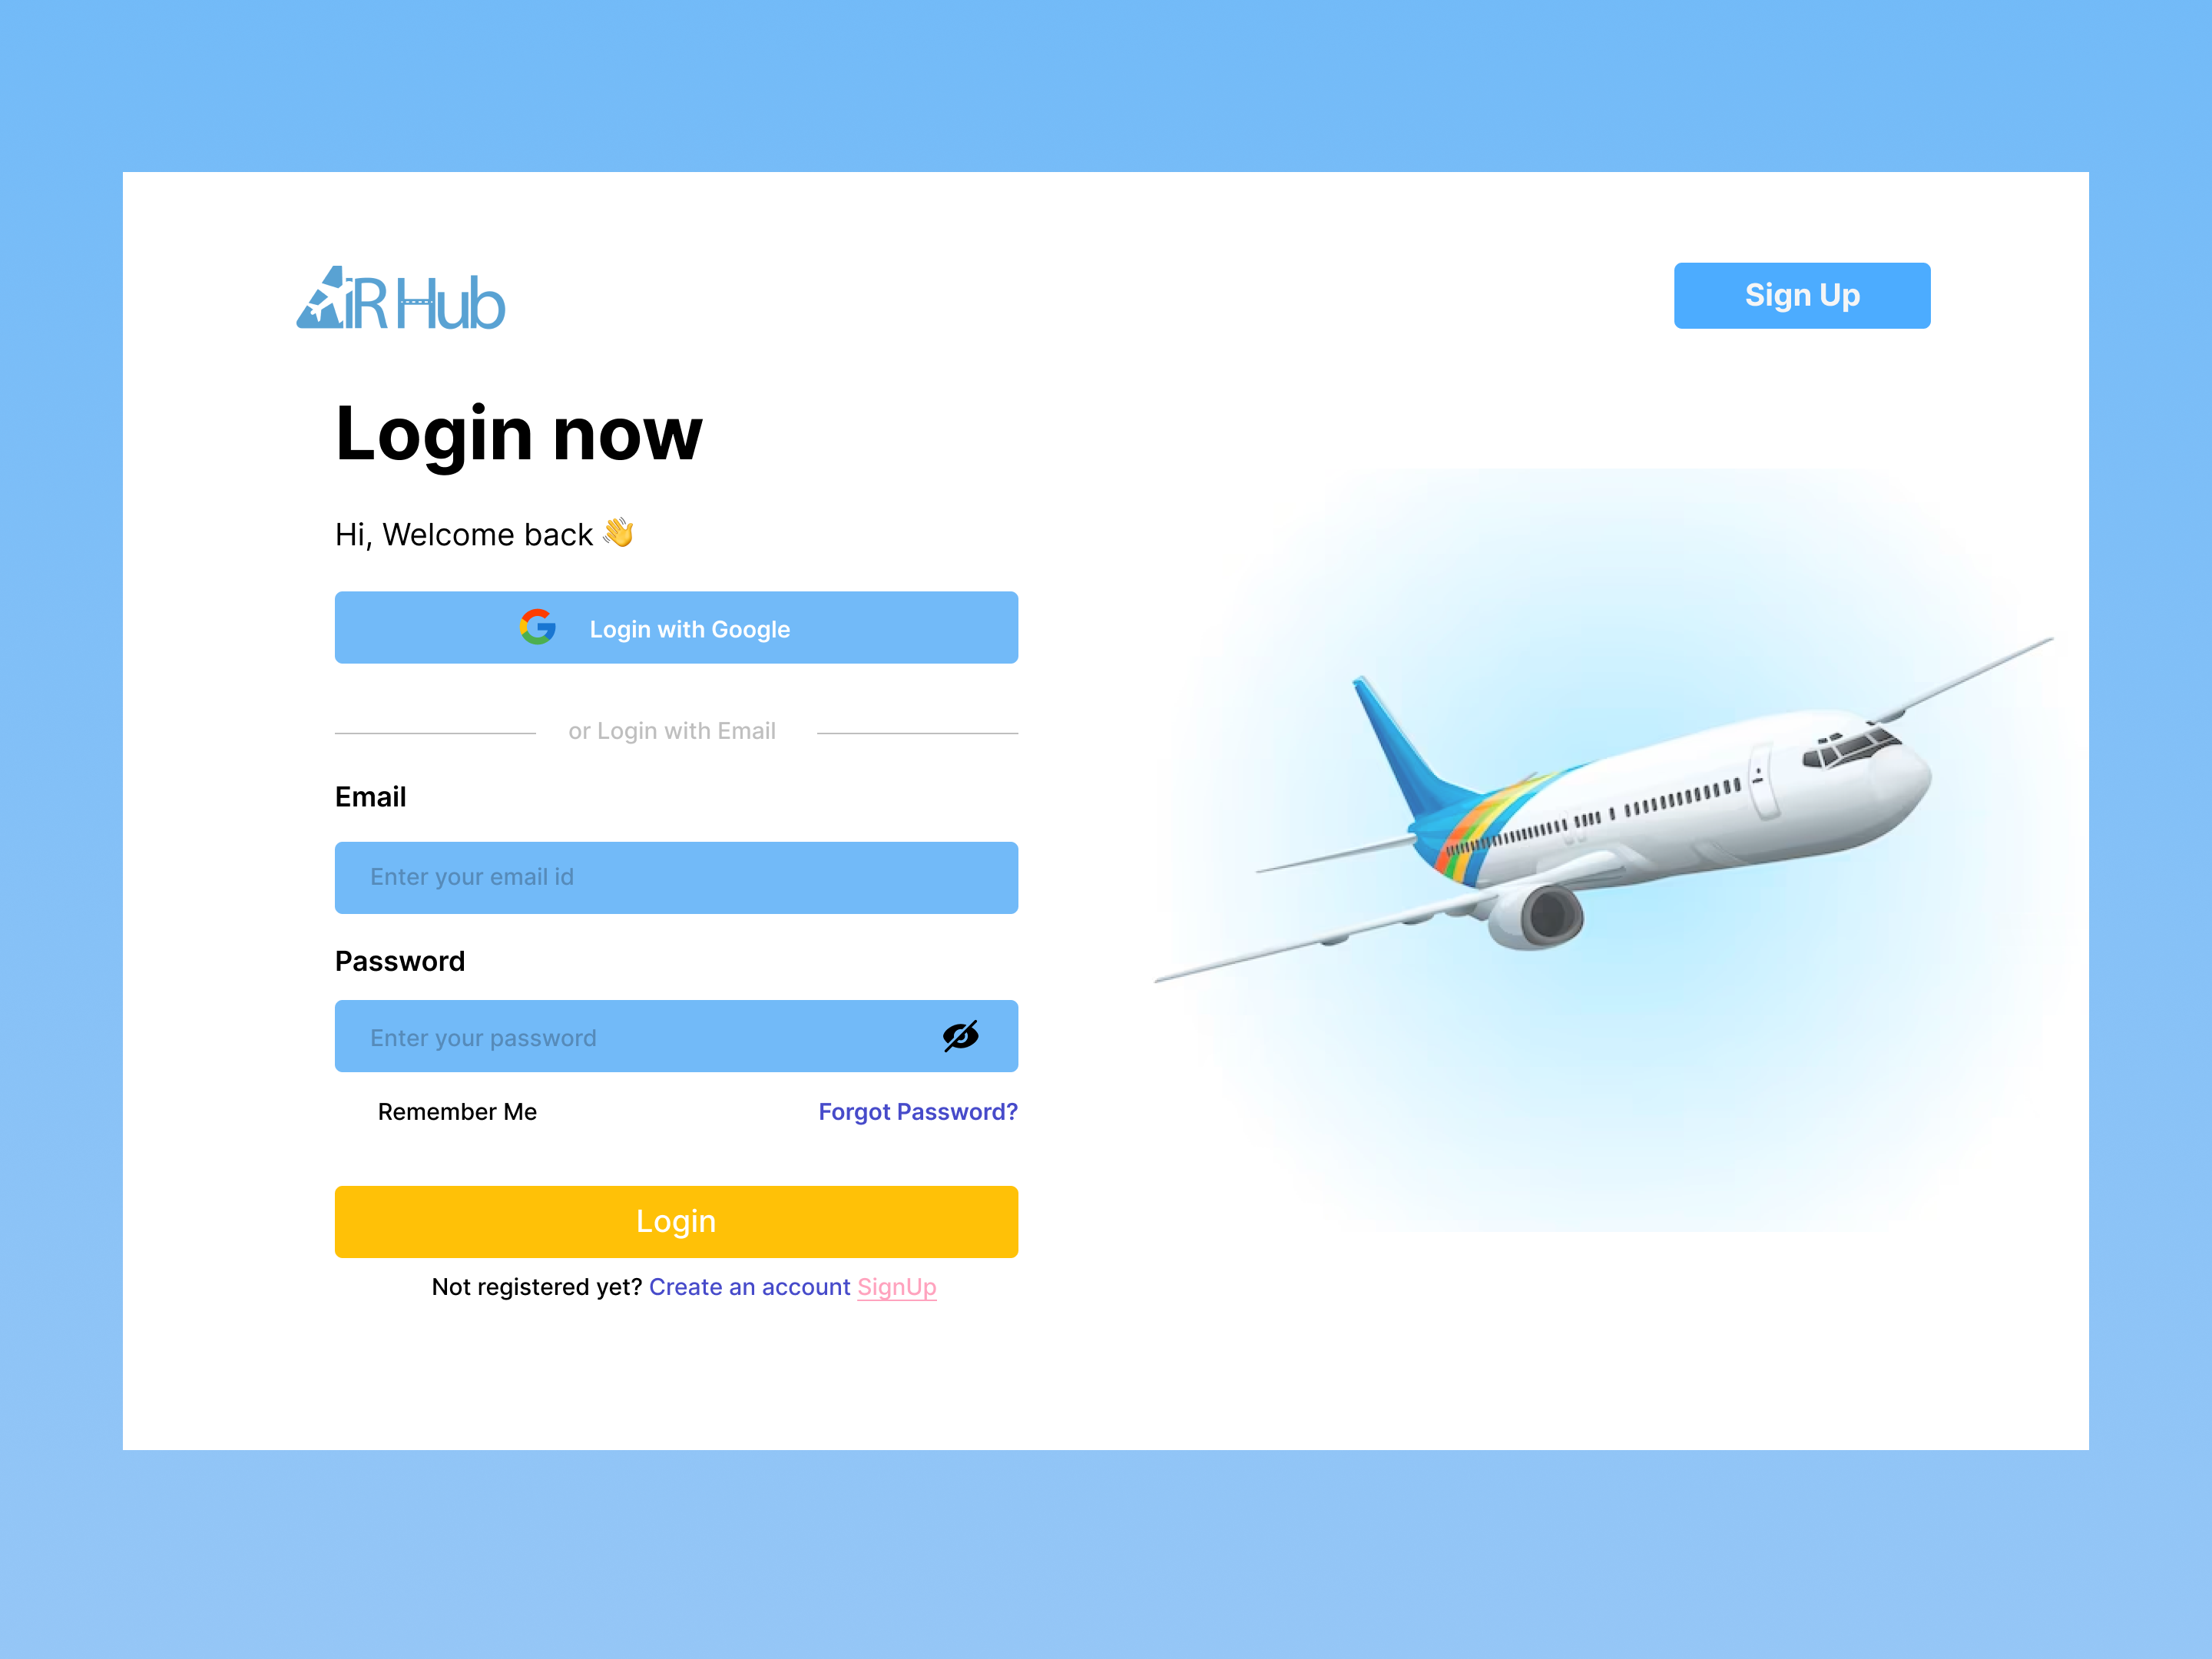 AiR Hub
Sign Up
Login now
Hi, Welcome back 👋
Login with Google
or Login with Email
Email
Enter your email id
Password
Enter your password
Remember Me Forgot Password?
Login
Not registered yet? Create an account SignUp